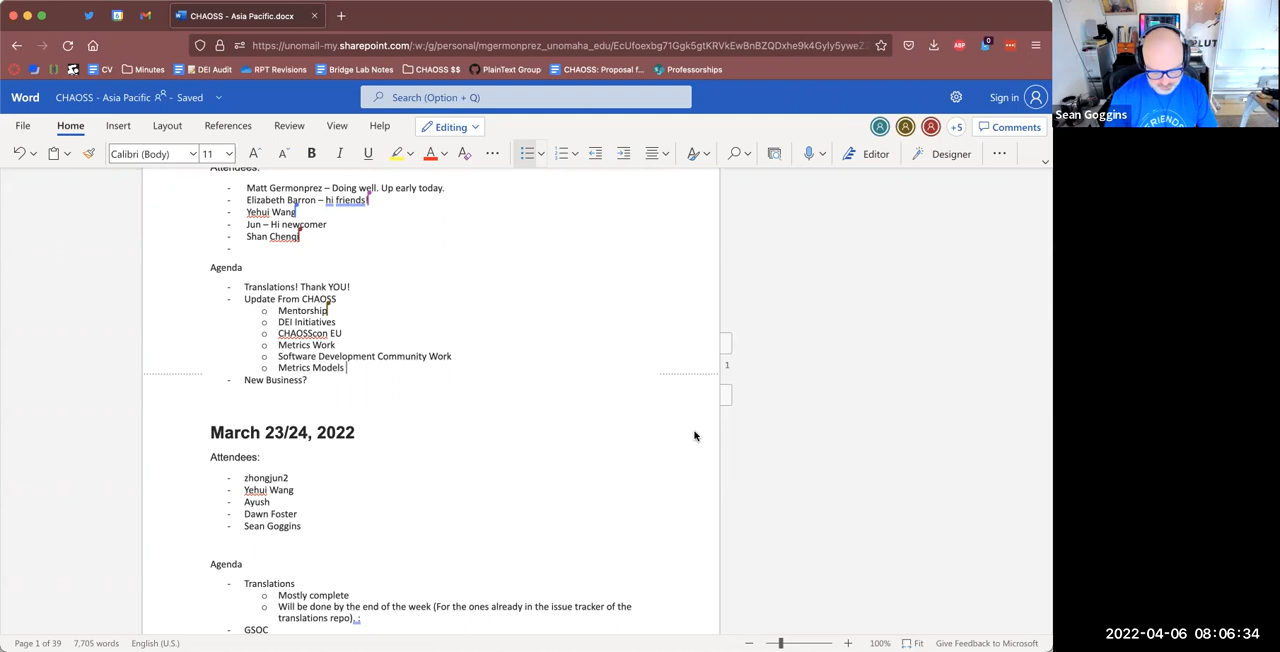 CHAOSS - Asia Pacific.docx
https://unomail-my.sharepoint.com/:w:/g/personal/mgermonprez_unomaha_edu/EcUfoexbg71Ggk5gtKRVkEwBnBZQDxhe9k4GyIy5ywe2
CV
Minutes
DEI Audit
RPT Revisions
Bridge Lab Notes
CHAOSS $$
PlainText Group
CHAOSS: Proposal f…
Professorships
Word
CHAOSS - Asia Pacific - Saved
Search (Option + Q)
Sign in
File Home Insert Layout References Review View Help Editing
+5 Comments
Calibri (Body) 11
Editor Designer
Attendees:
- Matt Germonprez – Doing well. Up early today.
- Elizabeth Barron – hi friends!
- Yehui Wang
- Jun – Hi newcomer
- Shan Chenqi
-
Agenda
- Translations! Thank YOU!
- Update From CHAOSS
o Mentorship
o DEI Initiatives
o CHAOSScon EU
o Metrics Work
o Software Development Community Work
o Metrics Models
- New Business?
1
March 23/24, 2022
Attendees:
- zhongjun2
- Yehui Wang
- Ayush
- Dawn Foster
- Sean Goggins
Agenda
- Translations
o Mostly complete
o Will be done by the end of the week (For the ones already in the issue tracker of the
translations repo). :
- GSOC
Page 1 of 39 7,705 words English (U.S.)
100% Fit Give Feedback to Microsoft
Sean Goggins
2022-04-06 08:06:34